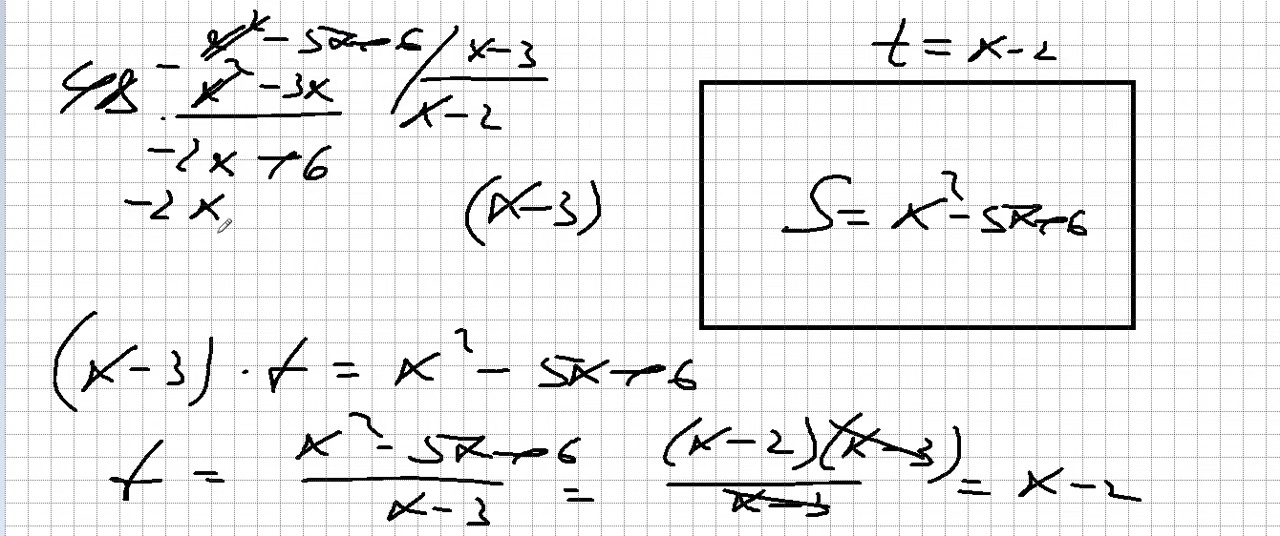 x² - 5x + 6 / x - 3
- x² - 3x
x - 2
-2x + 6
-2x
t = x - 2
(x - 3)
S = x² - 5x + 6
(x - 3) · t = x² - 5x + 6
t = (x² - 5x + 6)/(x - 3) = ((x - 2)(x - 3))/(x - 3) = x - 2